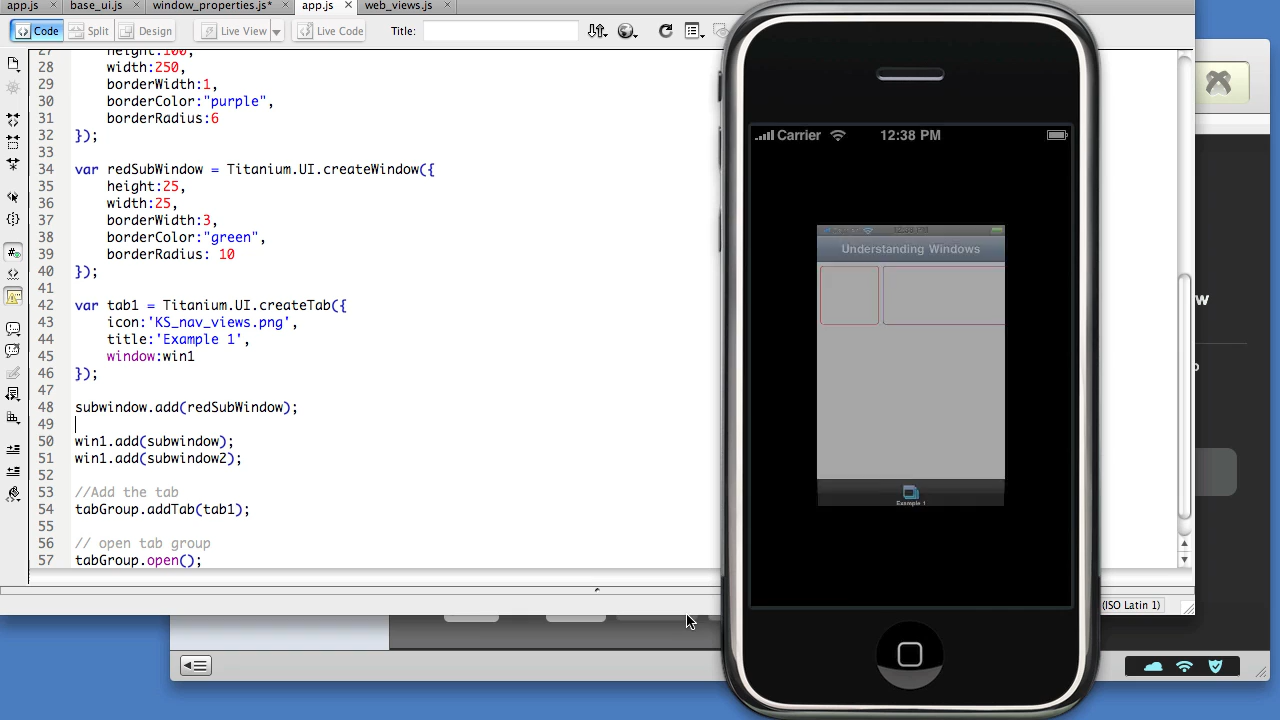 app.js
base_ui.js
window_properties.js*
app.js
web_views.js
Code
Split
Design
Live View
Live Code
Title:
27 height:100,
28 width:250,
29 borderWidth:1,
30 borderColor:"purple",
31 borderRadius:6
32 });
33
34 var redSubWindow = Titanium.UI.createWindow({
35 height:25,
36 width:25,
37 borderWidth:3,
38 borderColor:"green",
39 borderRadius: 10
40 });
41
42 var tab1 = Titanium.UI.createTab({
43 icon:'KS_nav_views.png',
44 title:'Example 1',
45 window:win1
46 });
47
48 subwindow.add(redSubWindow);
49
50 win1.add(subwindow);
51 win1.add(subwindow2);
52
53 //Add the tab
54 tabGroup.addTab(tab1);
55
56 // open tab group
57 tabGroup.open();
Carrier
12:38 PM
12:38 PM
Understanding Windows
Example 1
(ISO Latin 1)